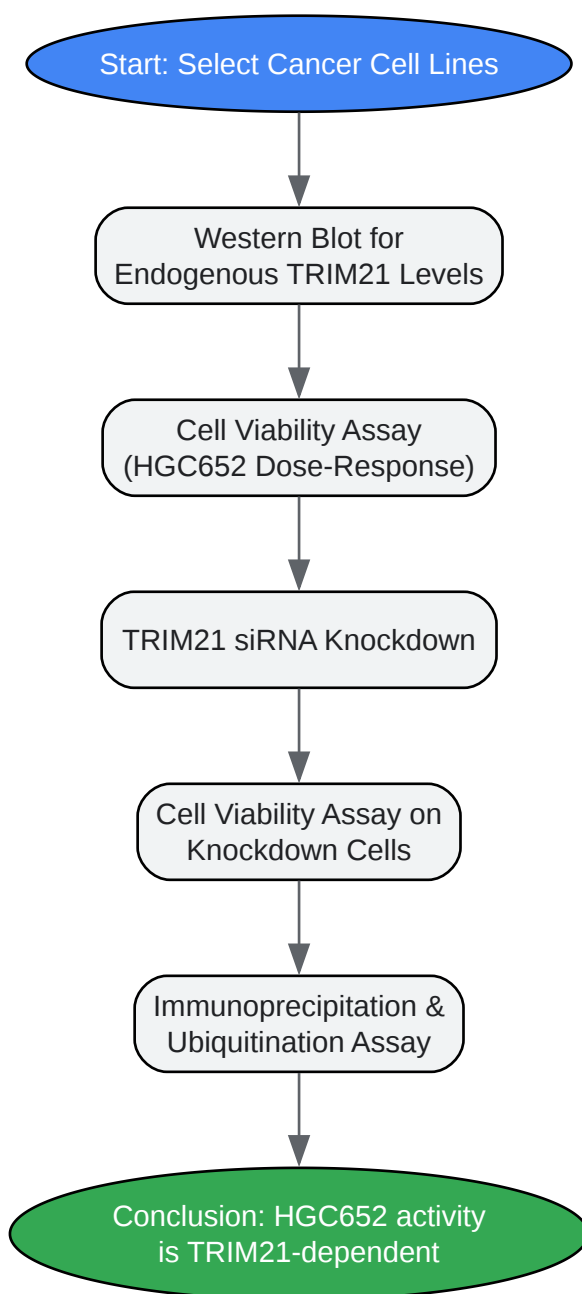 Start: Select Cancer Cell Lines
Western Blot for
Endogenous TRIM21 Levels
Cell Viability Assay
(HGC652 Dose-Response)
TRIM21 siRNA Knockdown
Cell Viability Assay on
Knockdown Cells
Immunoprecipitation &
Ubiquitination Assay
Conclusion: HGC652 activity
is TRIM21-dependent